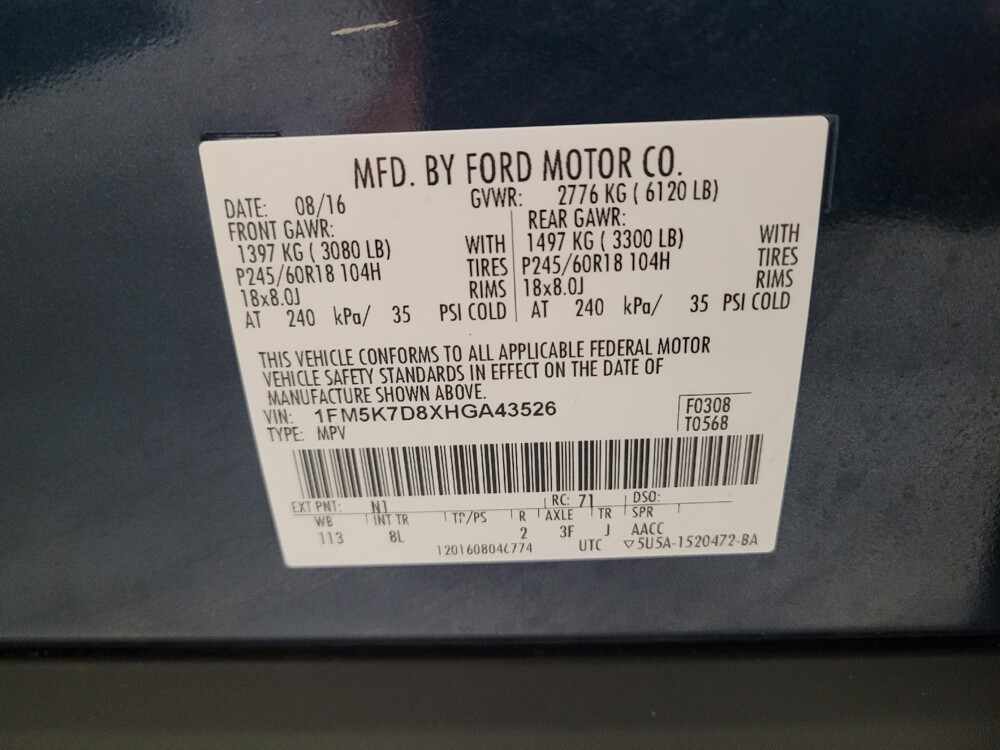 MFD. BY FORD MOTOR CO.
DATE: 08/16 GVWR: 2776 KG ( 6120 LB)
FRONT GAWR: REAR GAWR:
1397 KG ( 3080 LB) WITH 1497 KG ( 3300 LB) WITH
P245/60R18 104H TIRES P245/60R18 104H TIRES
18x8.0J RIMS 18x8.0J RIMS
AT 240 kPa/ 35 PSI COLD AT 240 kPa/ 35 PSI COLD
THIS VEHICLE CONFORMS TO ALL APPLICABLE FEDERAL MOTOR
VEHICLE SAFETY STANDARDS IN EFFECT ON THE DATE OF
MANUFACTURE SHOWN ABOVE.
VIN: 1FM5K7D8XHGA43526 F0308
TYPE: MPV T0568
EXT PNT: N1 RC: 71 DSO:
WB INT TR TP/PS R AXLE TR SPR
113 8L 2 3F J AACC
UTC ▽5U5A-1520472-BA